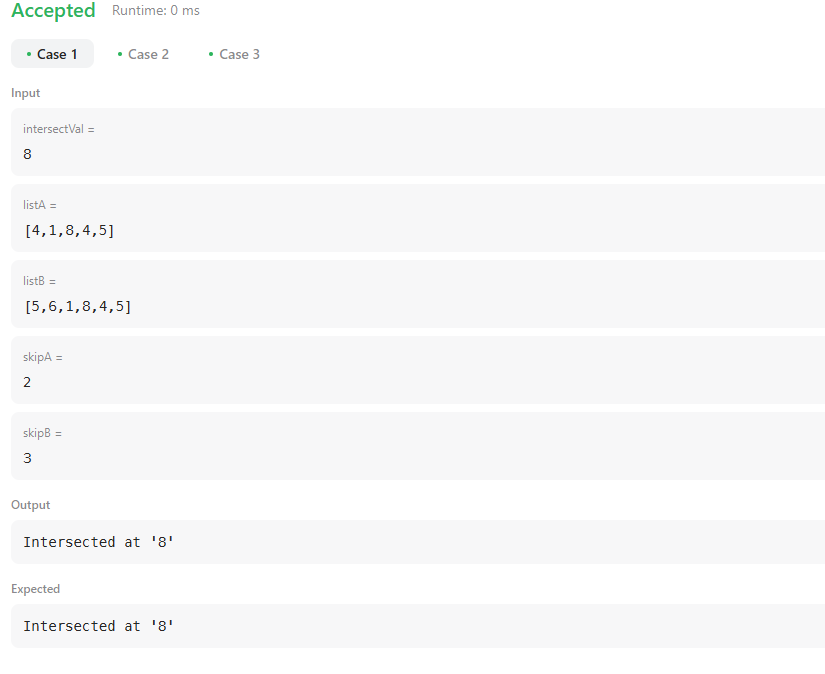 Accepted Runtime: 0 ms
Case 1 Case 2 Case 3
Input
intersectVal =
8
listA =
[4,1,8,4,5]
listB =
[5,6,1,8,4,5]
skipA =
2
skipB =
3
Output
Intersected at '8'
Expected
Intersected at '8'